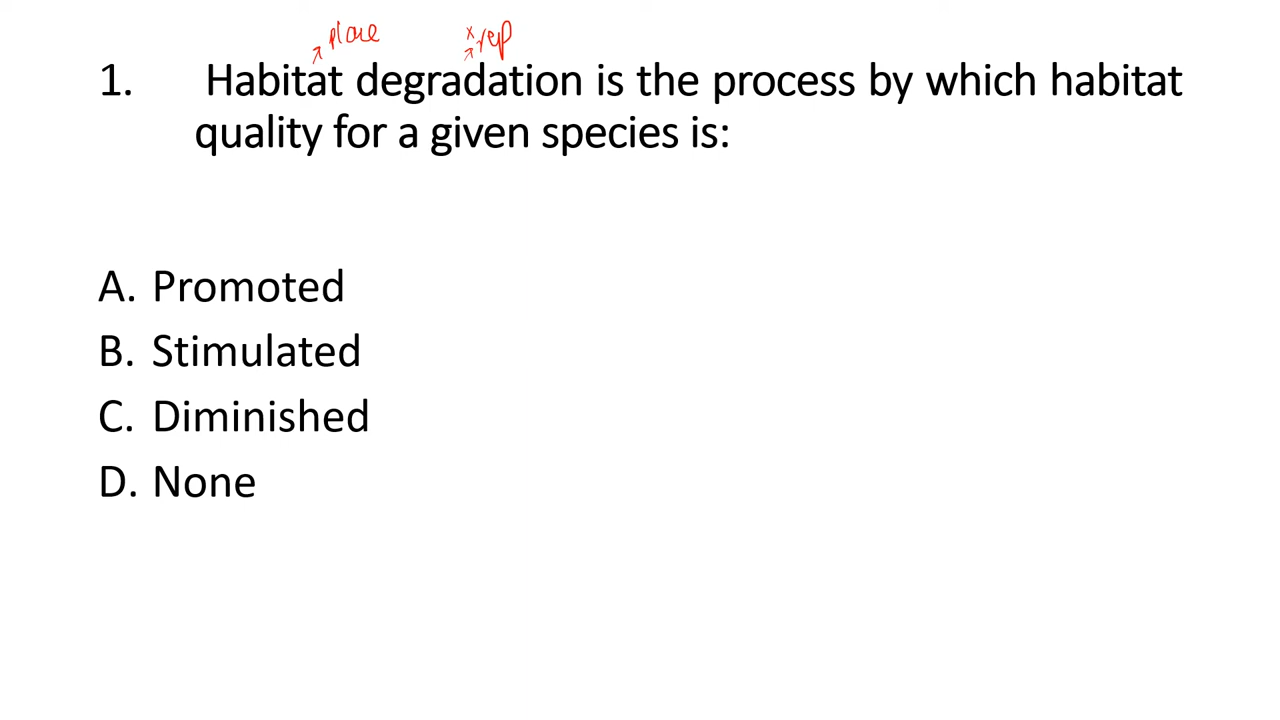 place
x rep
1. Habitat degradation is the process by which habitat
quality for a given species is:
A. Promoted
B. Stimulated
C. Diminished
D. None